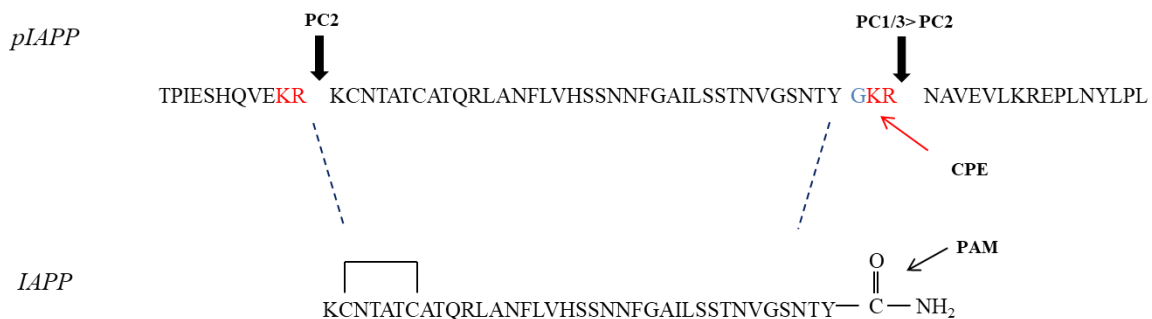 PC2
PC1/3> PC2
pIAPP
TPIESHQVEKR KCNTATCATQRLANFLVHSSNNFGAILSSTNVGSNTY GKR NAVEVLKREPLNYLPL
CPE
PAM
O
IAPP
KCNTATCATQRLANFLVHSSNNFGAILSSTNVGSNTY C NH2